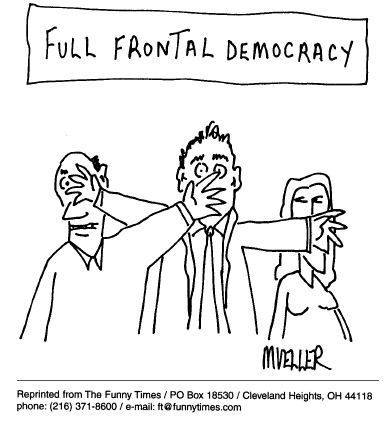 FULL FRONTAL DEMOCRACY
MUELLER
Reprinted from The Funny Times / PO Box 18530 / Cleveland Heights, OH 44118
phone: (216) 371-8600 / e-mail: ft@funnytimes.com